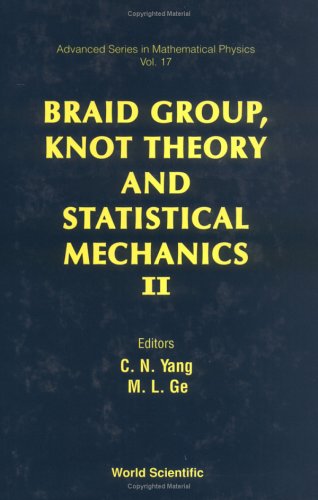 Copyrighted Material
Advanced Series in Mathematical Physics
Vol. 17
BRAID GROUP,
KNOT THEORY
AND
STATISTICAL
MECHANICS
II
Editors
C. N. Yang
M. L. Ge
World Scientific
Copyrighted Material